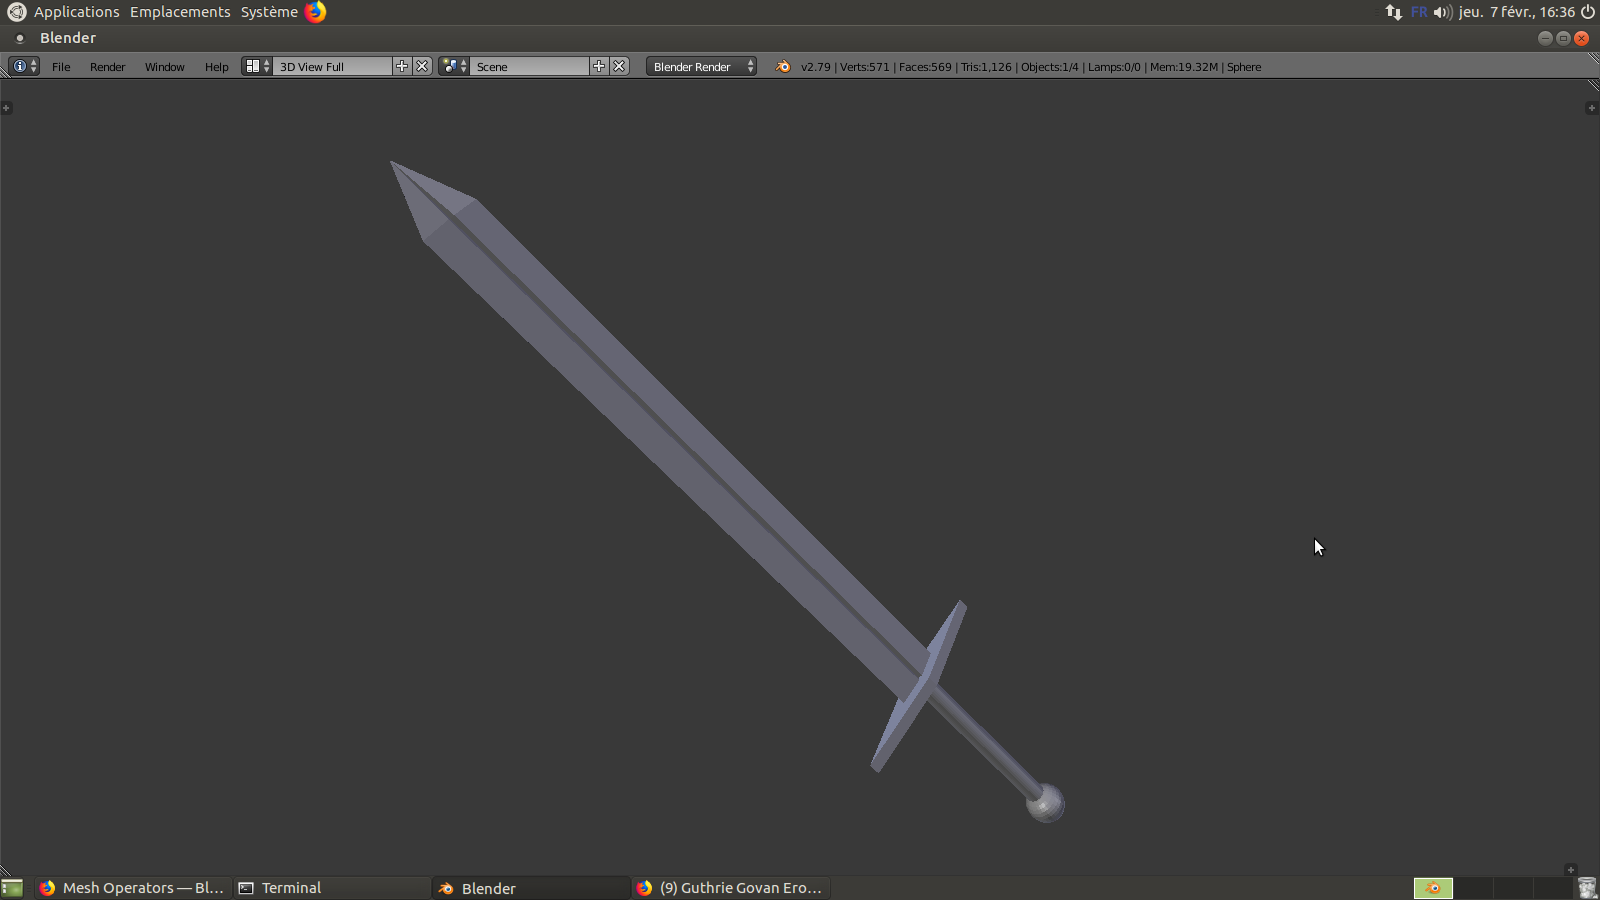 Applications Emplacements Système FR jeu. 7 févr., 16:36
Blender
File Render Window Help 3D View Full Scene Blender Render v2.79 | Verts:571 | Faces:569 | Tris:1,126 | Objects:1/4 | Lamps:0/0 | Mem:19.32M | Sphere
Mesh Operators — Bl... Terminal Blender (9) Guthrie Govan Ero...